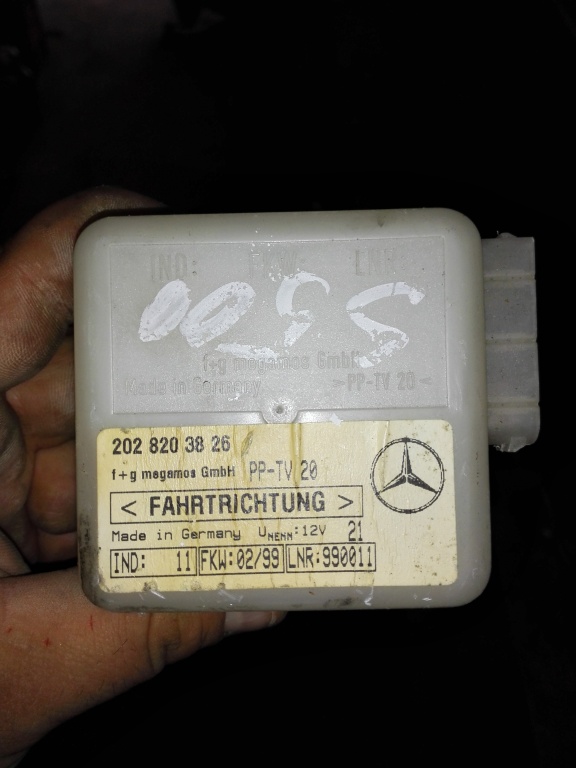 IND: FKW: LNR:
5500
f+g megamos GmbH
Made in Germany >PP-TV 20<
202 820 38 26
f+g megamos GmbH PP-TV 20
< FAHRTRICHTUNG >
Made in Germany UNENN:12V 21
IND: 11 FKW:02/99 LNR:990011